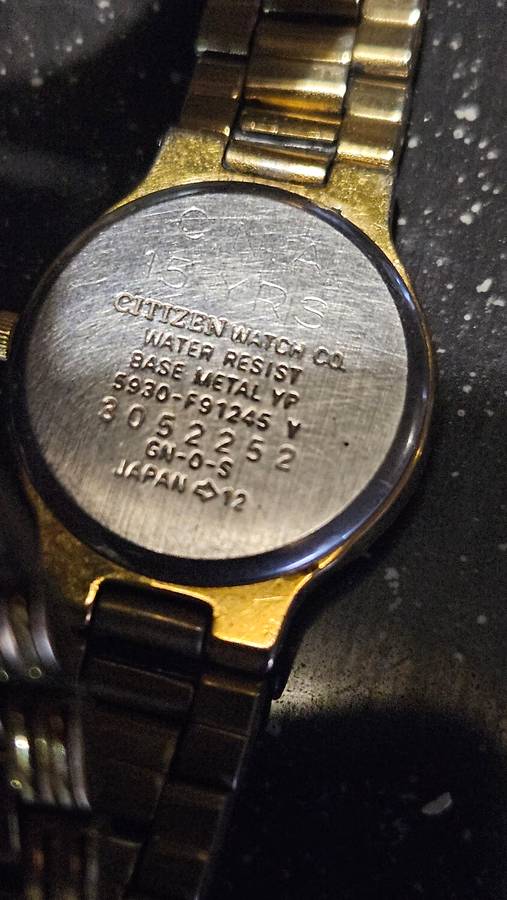 C.N.A.
15 YRS
CITIZEN WATCH CO.
WATER RESIST
BASE METAL YP
5930-F91245 Y
3052252
GN-0-S
JAPAN ⇨12